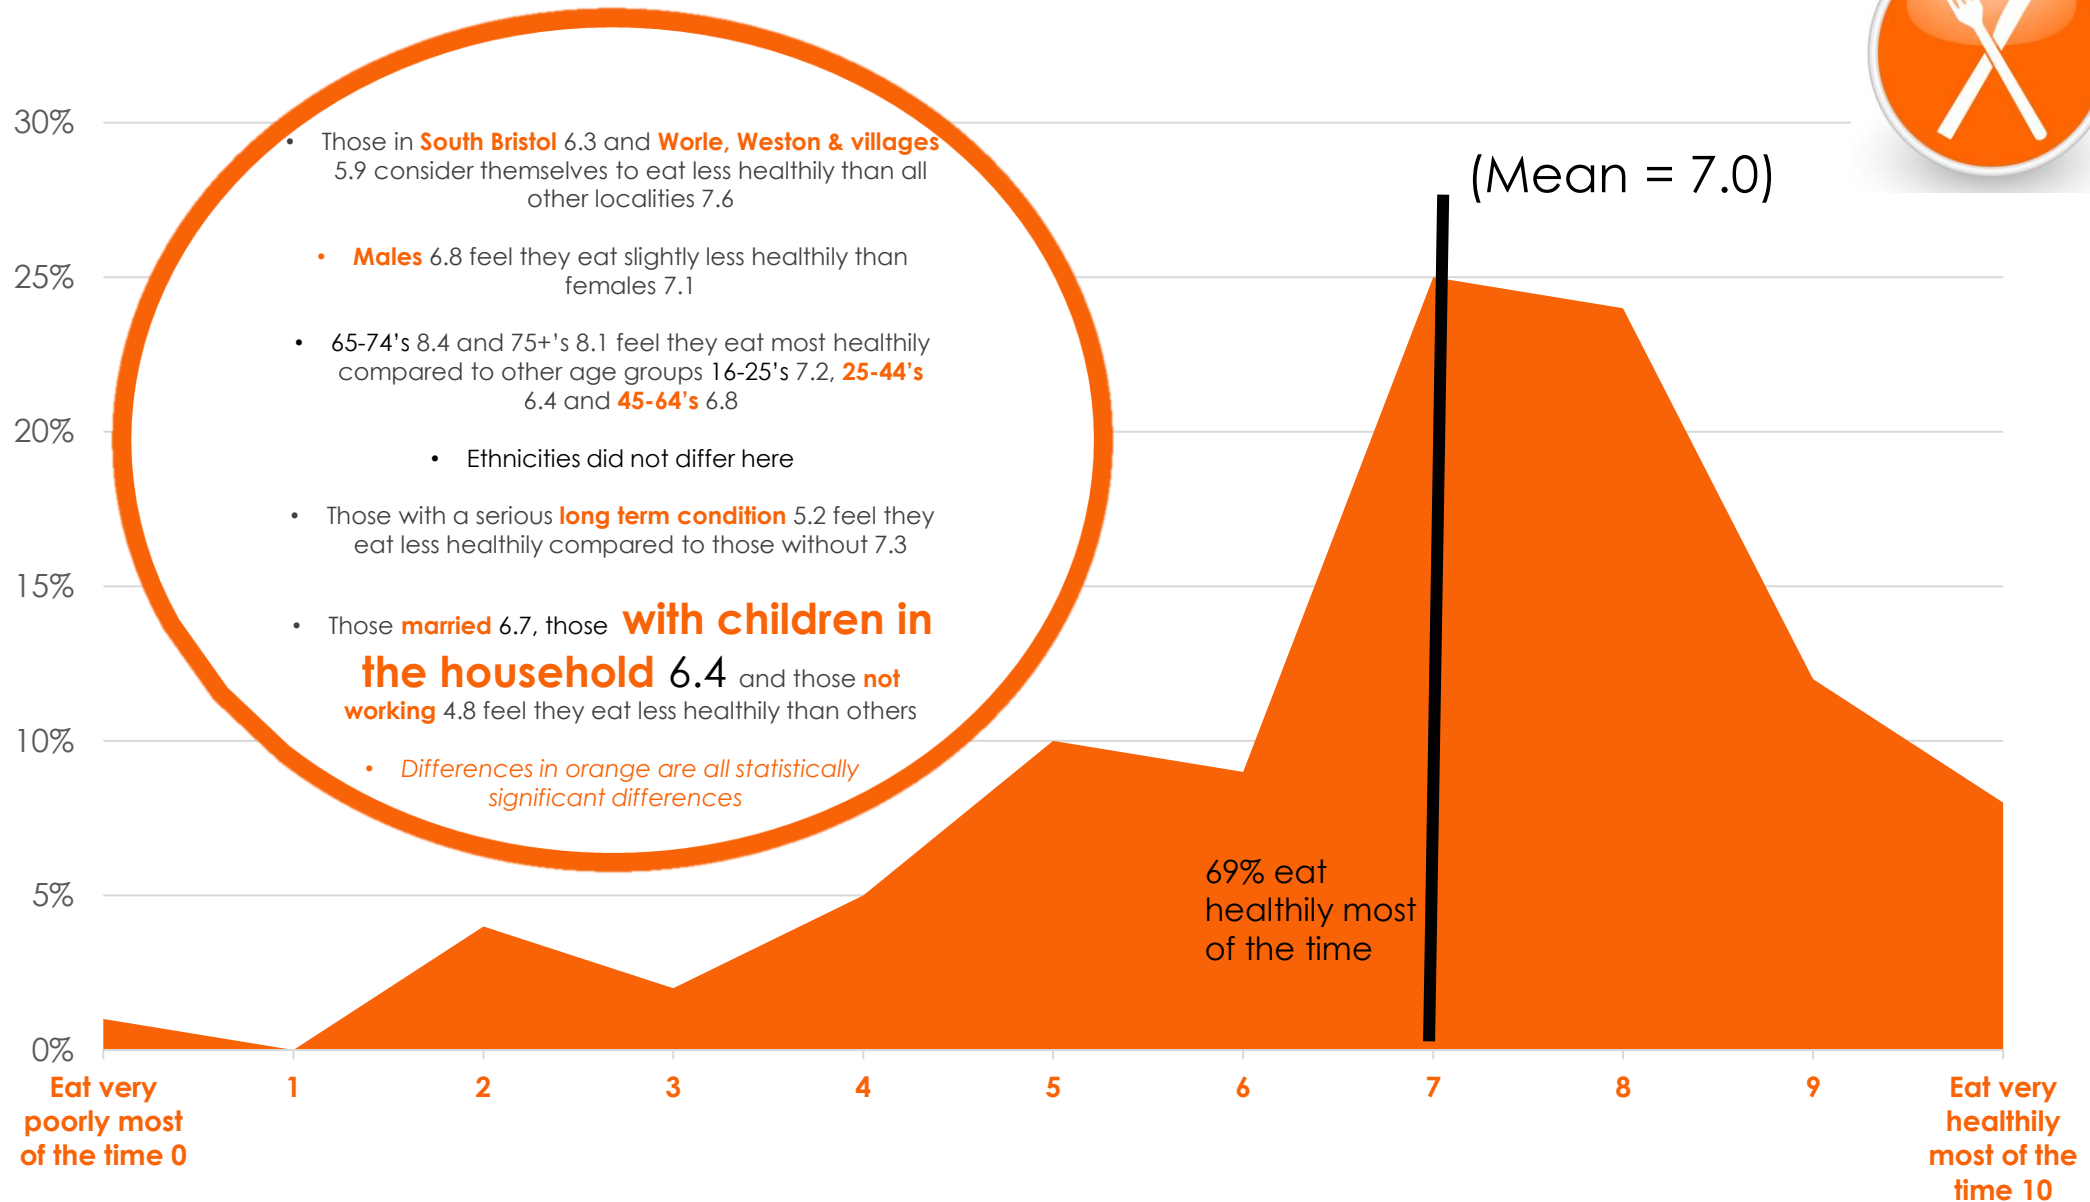 30%
25%
20%
15%
10%
5%
0%
• Those in South Bristol 6.3 and Worle, Weston & villages
5.9 consider themselves to eat less healthily than all
other localities 7.6
• Males 6.8 feel they eat slightly less healthily than
females 7.1
• 65-74's 8.4 and 75+'s 8.1 feel they eat most healthily
compared to other age groups 16-25's 7.2, 25-44's
6.4 and 45-64's 6.8
• Ethnicities did not differ here
• Those with a serious long term condition 5.2 feel they
eat less healthily compared to those without 7.3
• Those married 6.7, those with children in
the household 6.4 and those not
working 4.8 feel they eat less healthily than others
• Differences in orange are all statistically
significant differences
(Mean = 7.0)
69% eat
healthily most
of the time
Eat very
poorly most
of the time 0
1
2
3
4
5
6
7
8
9
Eat very
healthily
most of the
time 10